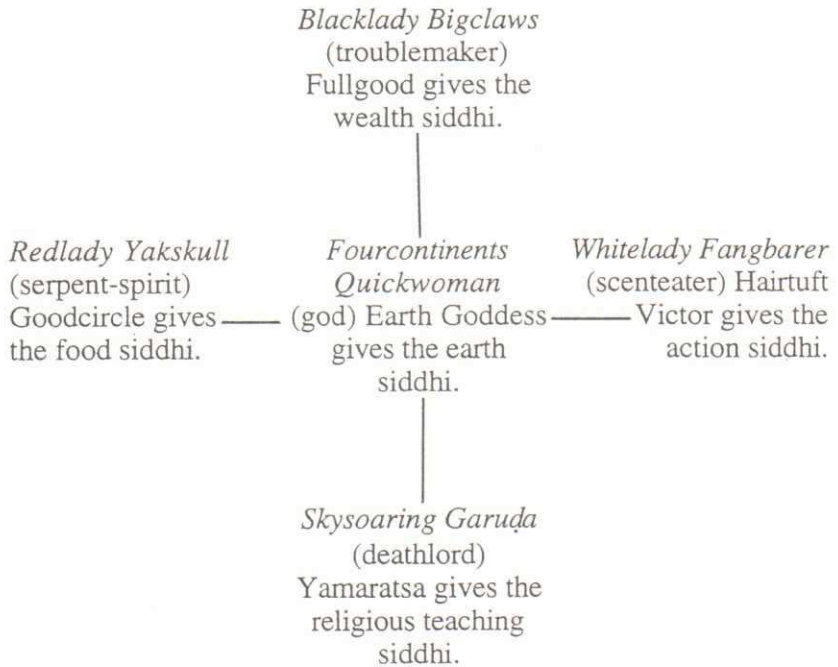 Blacklady Bigclaws
(troublemaker)
Fullgood gives the
wealth siddhi.
Redlady Yakskull
(serpent-spirit)
Goodcircle gives
the food siddhi.
Fourcontinents
Quickwoman
(god) Earth Goddess
gives the earth
siddhi.
Whitelady Fangbarer
(scenteater) Hairtuft
Victor gives the
action siddhi.
Skysoaring Garuḍa
(deathlord)
Yamaratsa gives the
religious teaching
siddhi.